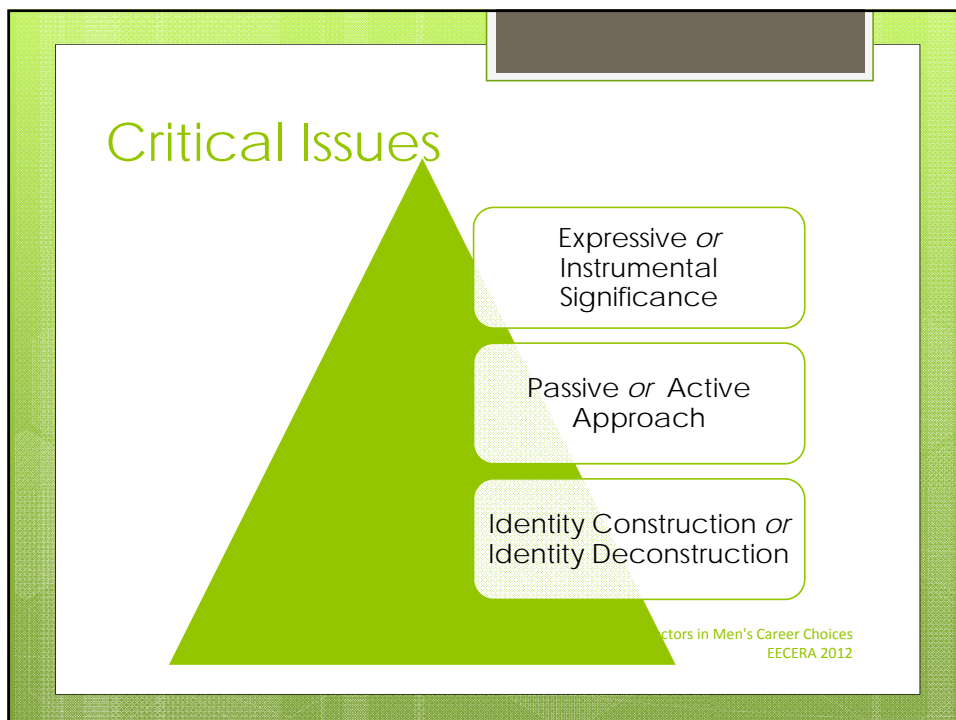 Critical Issues
Expressive or
Instrumental
Significance
Passive or Active
Approach
Identity Construction or
Identity Deconstruction
in Men's Career Choices
EECERA 2012